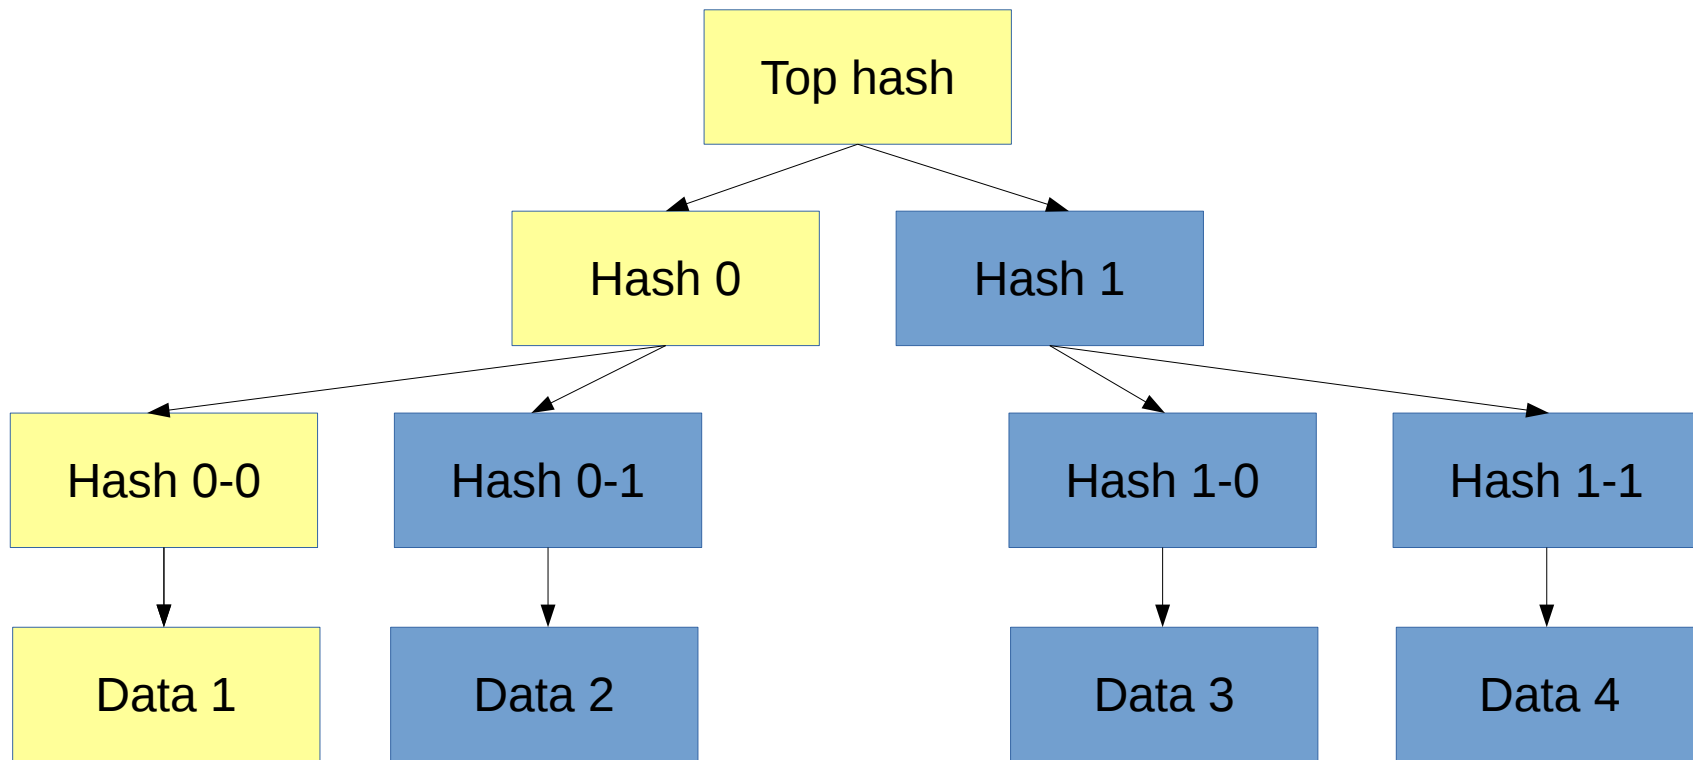 Top hash
Hash 0
Hash 1
Hash 0-0
Hash 0-1
Hash 1-0
Hash 1-1
Data 1
Data 2
Data 3
Data 4